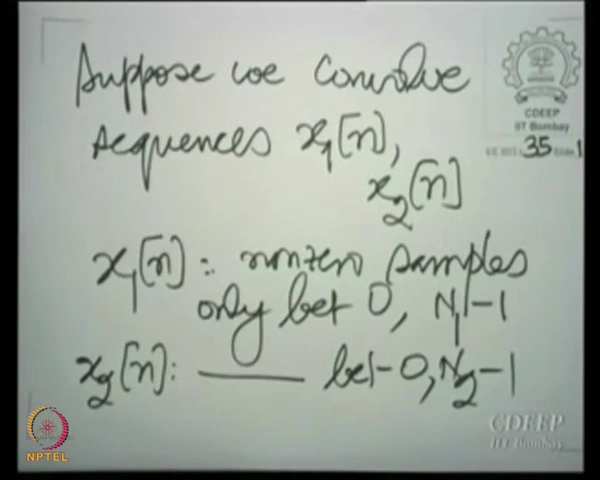 Suppose we convolve
sequences x₁[n],
x₂[n]
x₁[n]: nonzero samples
only bet 0, N₁-1
x₂[n]: —— bet 0, N₂-1
CDEEP
IIT Bombay
35
1
NPTEL
CDEEP
IIT Bombay